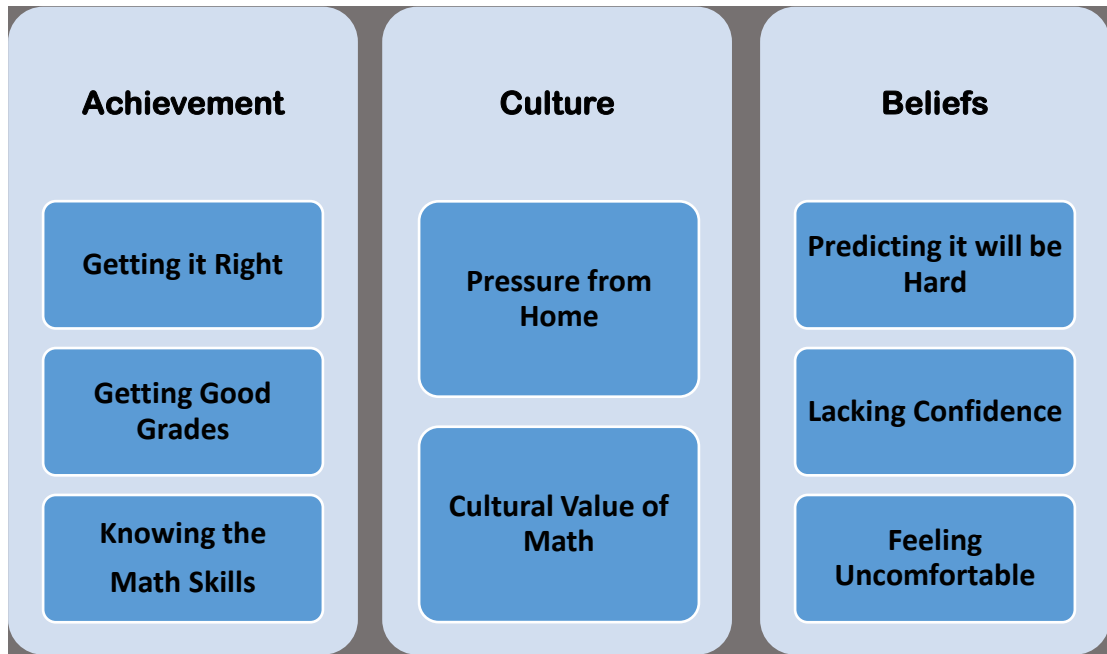 Achievement
Getting it Right
Getting Good
Grades
Knowing the
Math Skills
Culture
Pressure from
Home
Cultural Value of
Math
Beliefs
Predicting it will be
Hard
Lacking Confidence
Feeling
Uncomfortable